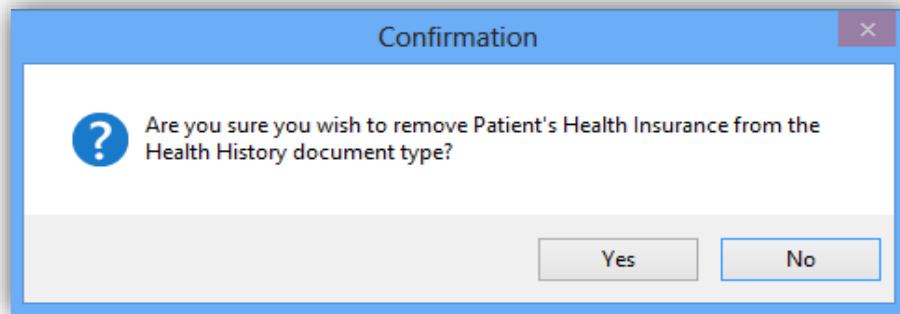 Confirmation
Are you sure you wish to remove Patient's Health Insurance from the
Health History document type?
Yes
No